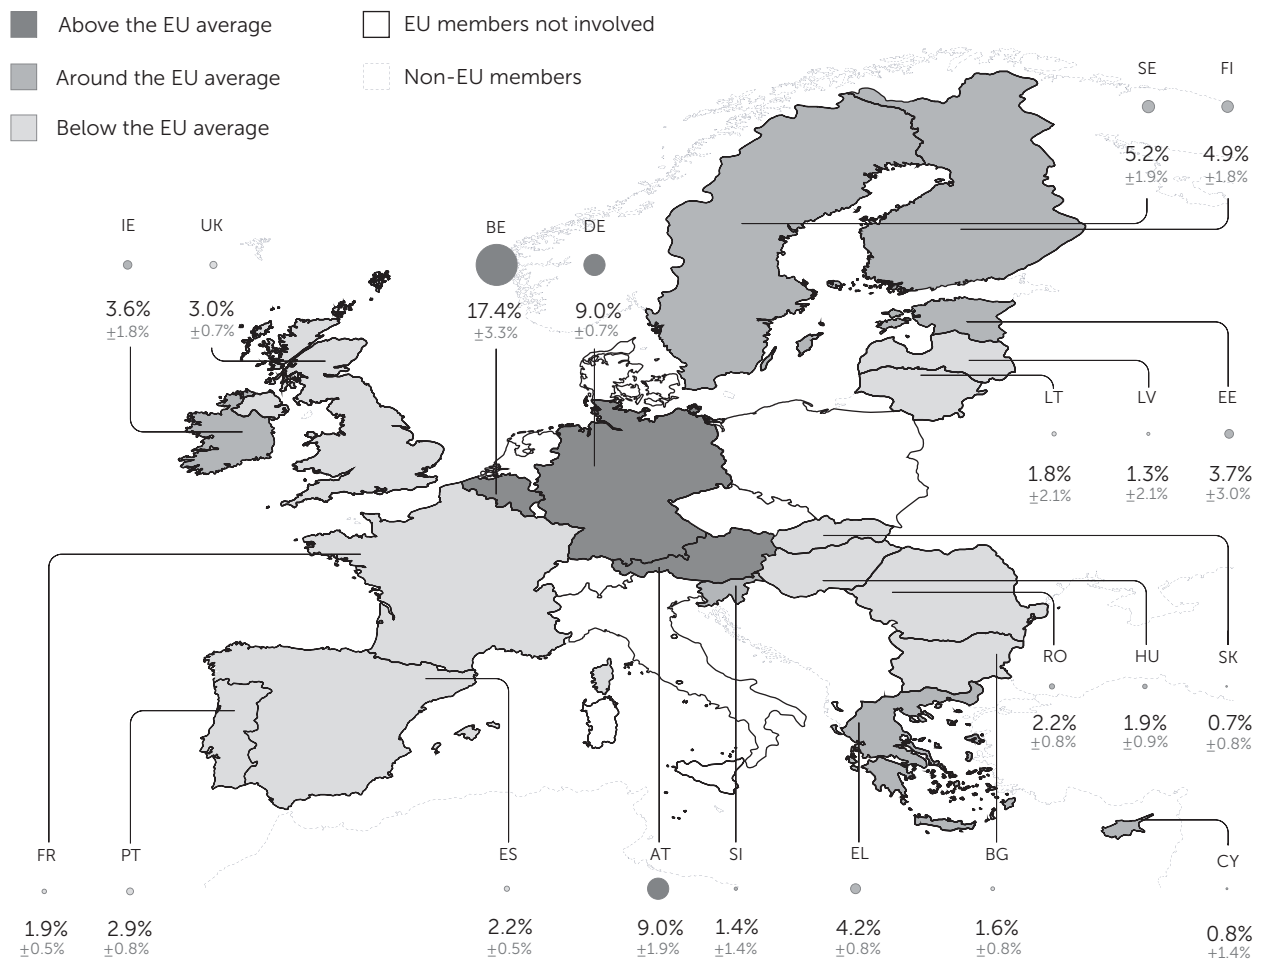 Above the EU average
EU members not involved
Around the EU average
Non-EU members
Below the EU average
SE FI
5.2% 4.9%
±1.9% ±1.8%
IE UK BE DE
3.6% 3.0% 17.4% 9.0%
±1.8% ±0.7% ±3.3% ±0.7%
LT LV EE
1.8% 1.3% 3.7%
±2.1% ±2.1% ±3.0%
RO HU SK
2.2% 1.9% 0.7%
±0.8% ±0.9% ±0.8%
FR PT ES AT SI EL BG CY
1.9% 2.9% 2.2% 9.0% 1.4% 4.2% 1.6% 0.8%
±0.5% ±0.8% ±0.5% ±1.9% ±1.4% ±0.8% ±0.8% ±1.4%